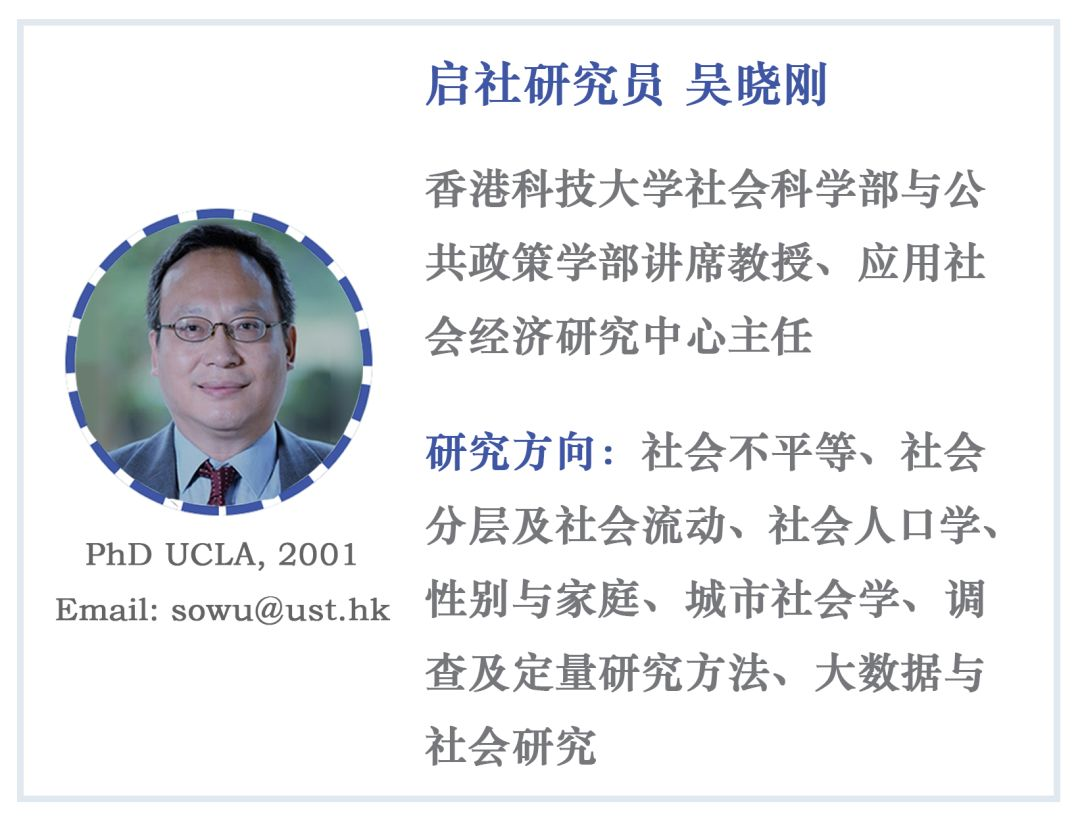 启社研究员 吴晓刚
香港科技大学社会科学部与公
共政策学部讲席教授、应用社
会经济研究中心主任
研究方向：社会不平等、社会
分层及社会流动、社会人口学、
性别与家庭、城市社会学、调
查及定量研究方法、大数据与
社会研究
PhD UCLA, 2001
Email: sowu@ust.hk